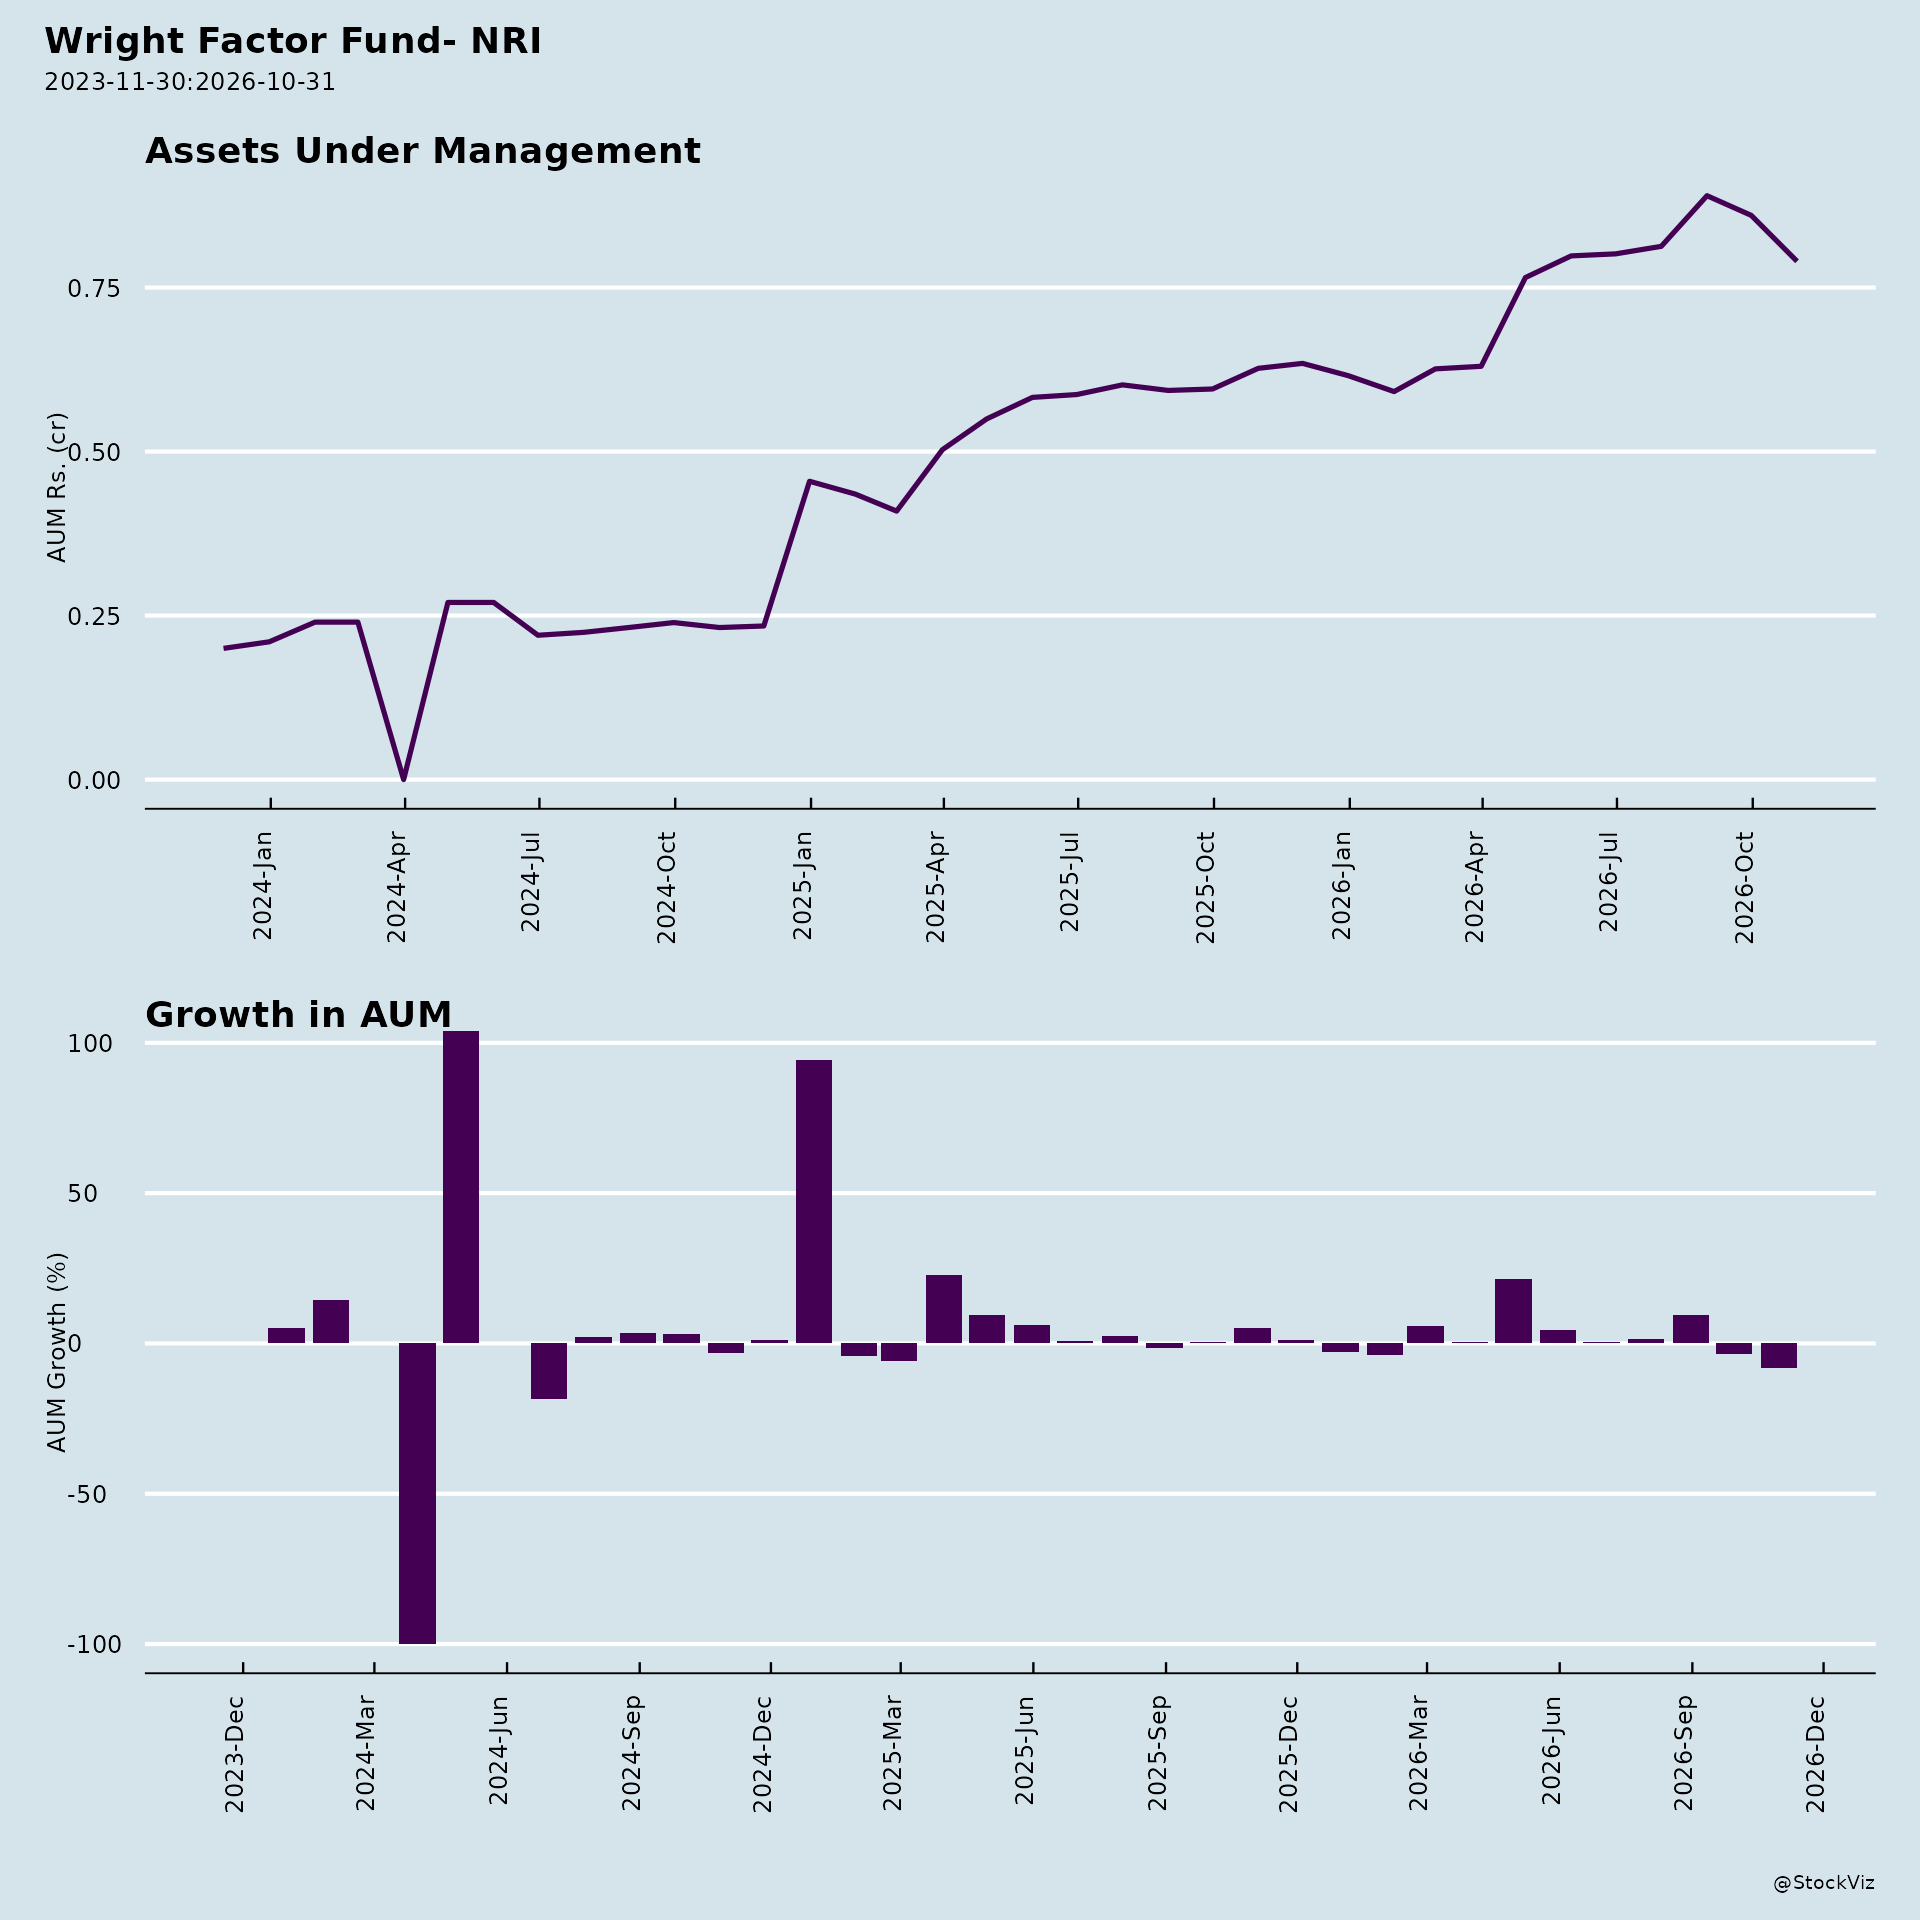 Wright Factor Fund- NRI
2023-11-30:2026-10-31
Assets Under Management
AUM Rs. (cr)
0.75
0.50
0.25
0.00
2024-Jan
2024-Apr
2024-Jul
2024-Oct
2025-Jan
2025-Apr
2025-Jul
2025-Oct
2026-Jan
2026-Apr
2026-Jul
2026-Oct
Growth in AUM
AUM Growth (%)
100
50
0
-50
-100
2023-Dec
2024-Mar
2024-Jun
2024-Sep
2024-Dec
2025-Mar
2025-Jun
2025-Sep
2025-Dec
2026-Mar
2026-Jun
2026-Sep
2026-Dec
@StockViz